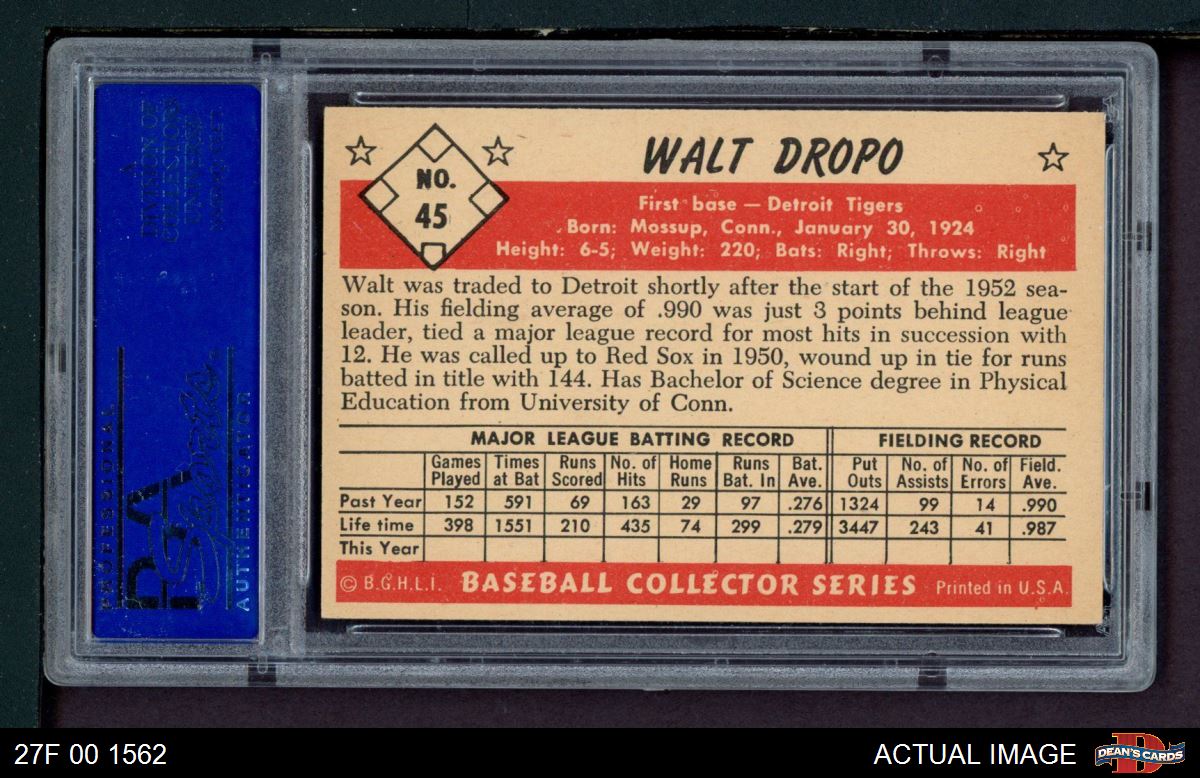 A
DIVISION OF
COLLECTORS
UNIVERSE
PROFESSIONAL
PSA
Sports
AUTHENTICATOR
NO.
45
WALT DROPO
First base — Detroit Tigers
Born: Mossup, Conn., January 30, 1924
Height: 6-5; Weight: 220; Bats: Right; Throws: Right
Walt was traded to Detroit shortly after the start of the 1952 sea-
son. His fielding average of .990 was just 3 points behind league
leader, tied a major league record for most hits in succession with
12. He was called up to Red Sox in 1950, wound up in tie for runs
batted in title with 144. Has Bachelor of Science degree in Physical
Education from University of Conn.
MAJOR LEAGUE BATTING RECORD FIELDING RECORD
Games Times Runs No. of Home Runs Bat. Put No. of No. of Field.
Played at Bat Scored Hits Runs Bat. In Ave. Outs Assists Errors Ave.
Past Year 152 591 69 163 29 97 .276 1324 99 14 .990
Life time 398 1551 210 435 74 299 .279 3447 243 41 .987
This Year
© B.G.H.L.I. BASEBALL COLLECTOR SERIES Printed in U.S.A.
27F 00 1562
ACTUAL IMAGE
DEAN'S CARDS